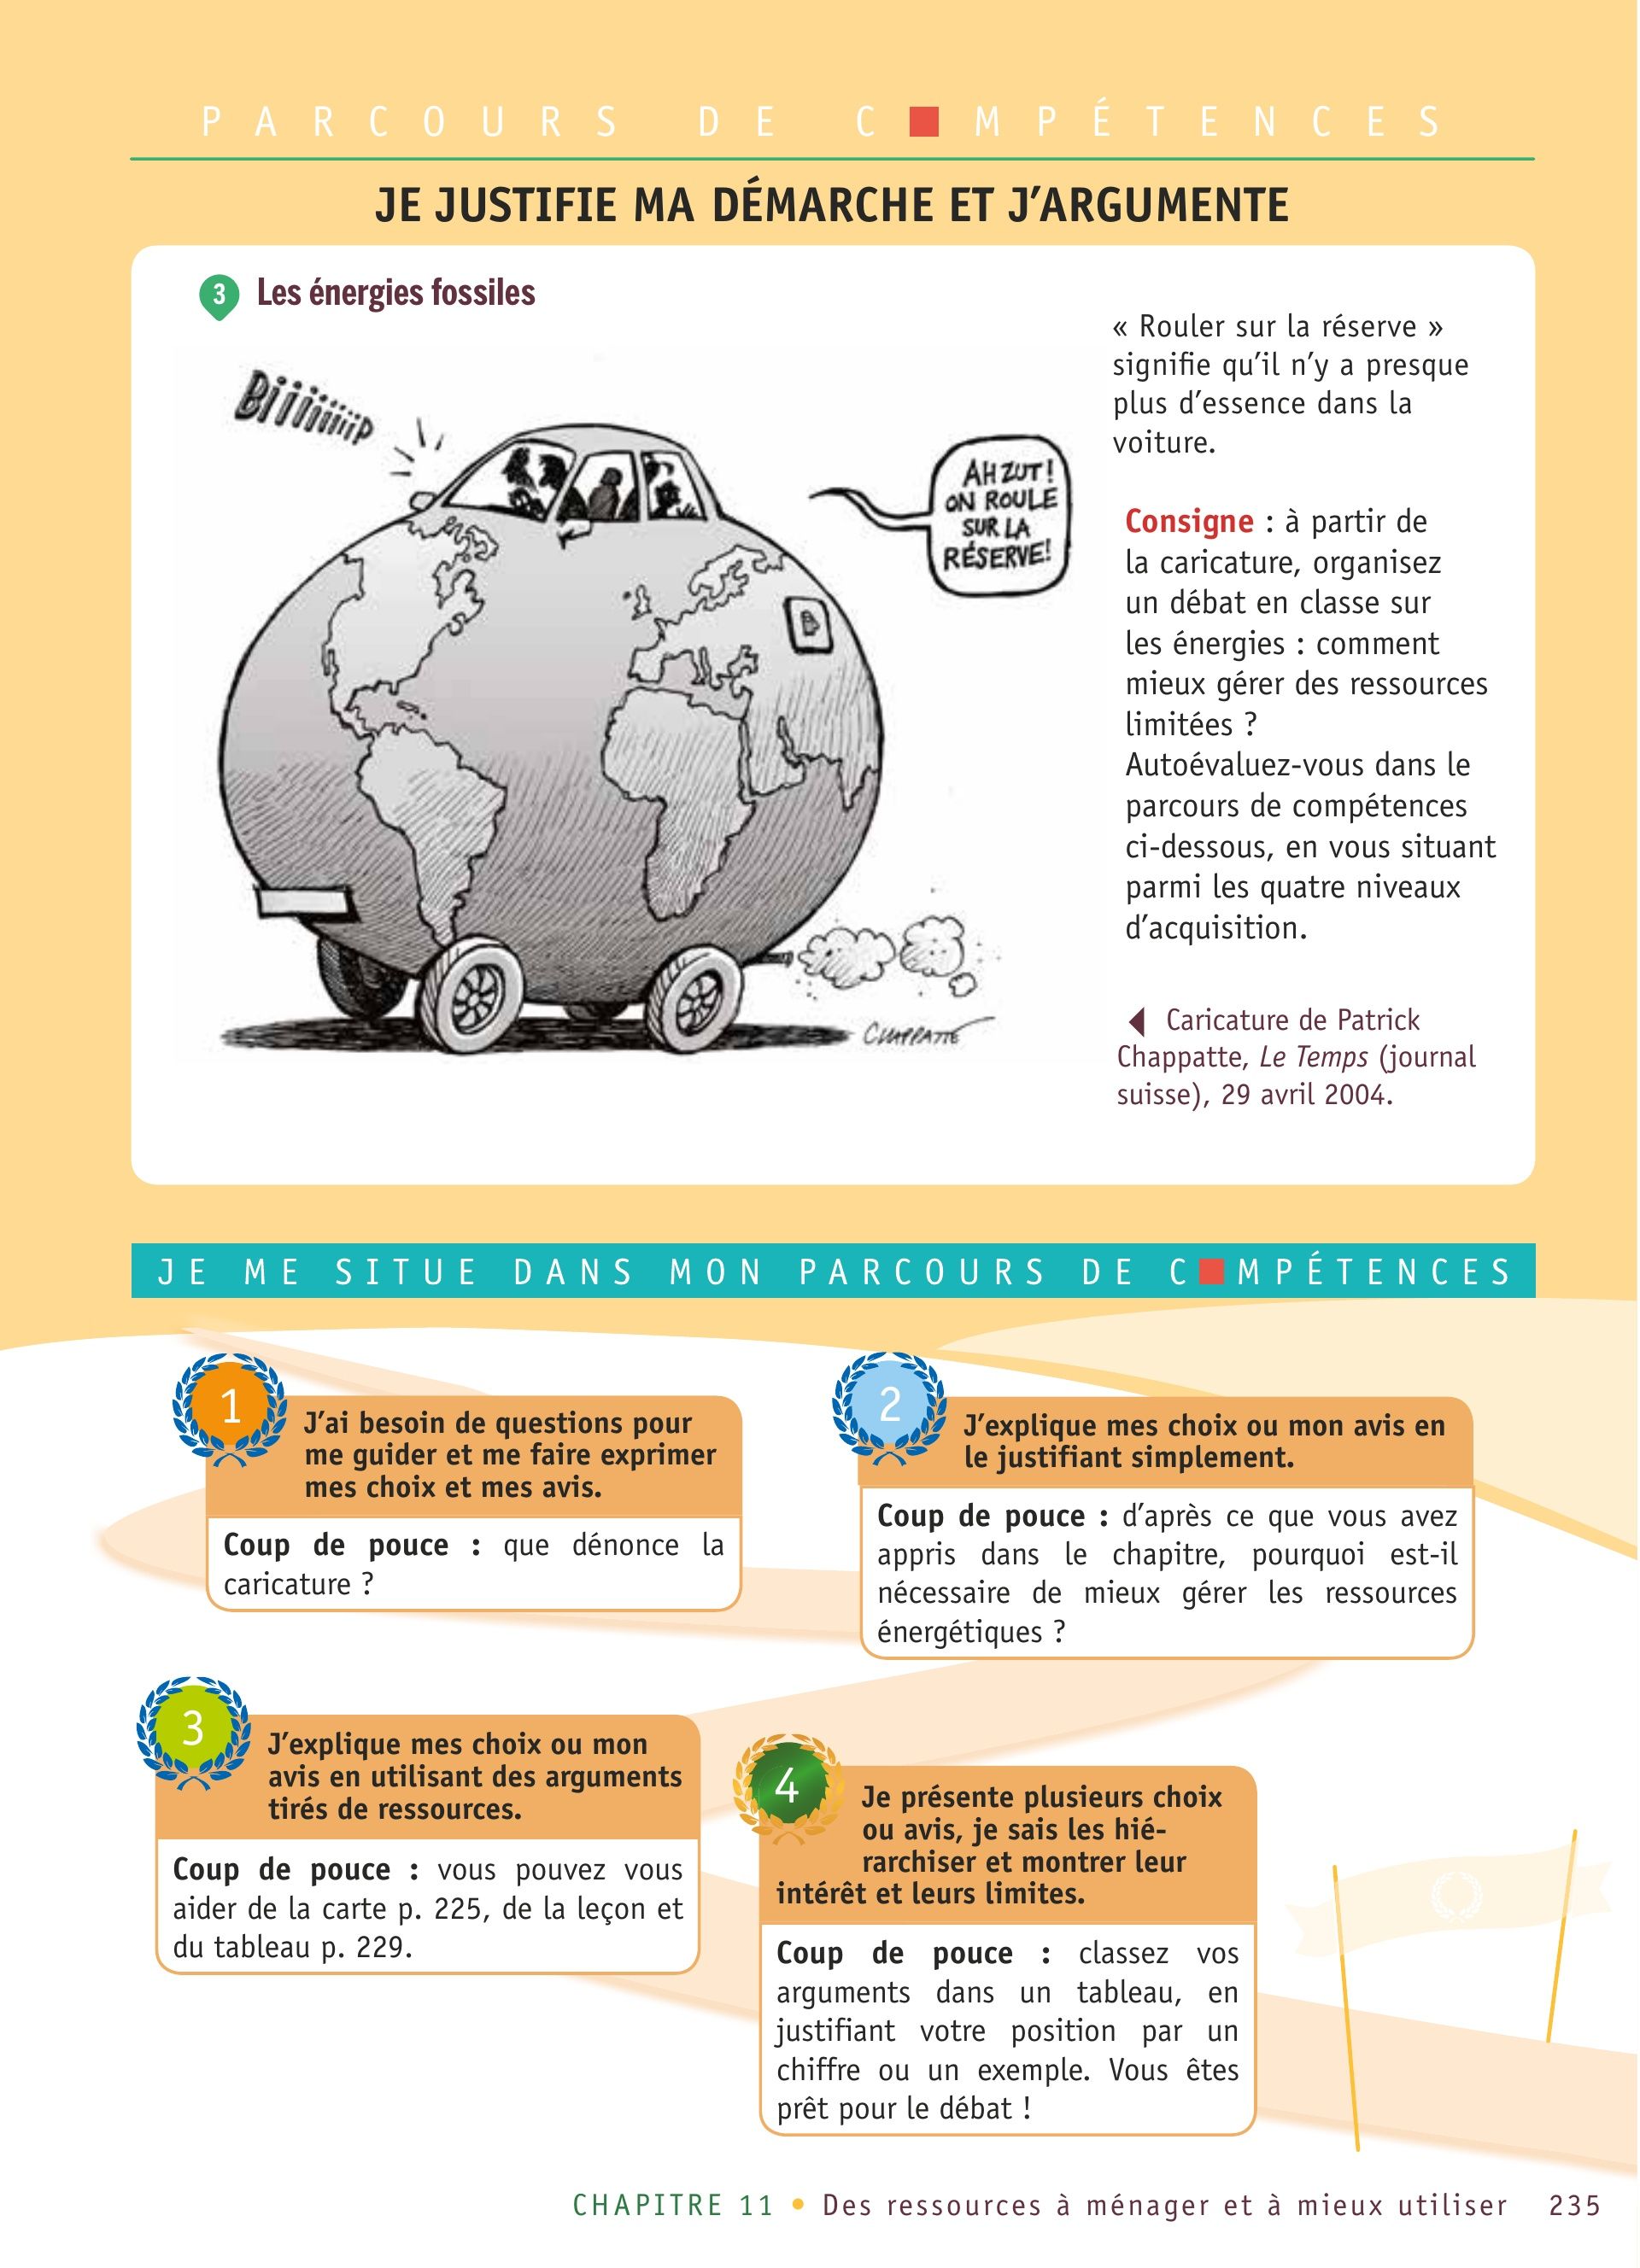 PARCOURS DE C■MPÉTENCES
JE JUSTIFIE MA DÉMARCHE ET J’ARGUMENTE
3 Les énergies fossiles
Biiiiiiiip
AH ZUT !
ON ROULE
SUR LA
RÉSERVE !
CHAPPATTE
« Rouler sur la réserve »
signifie qu’il n’y a presque
plus d’essence dans la
voiture.
Consigne : à partir de
la caricature, organisez
un débat en classe sur
les énergies : comment
mieux gérer des ressources
limitées ?
Autoévaluez-vous dans le
parcours de compétences
ci-dessous, en vous situant
parmi les quatre niveaux
d’acquisition.
◀ Caricature de Patrick
Chappatte, Le Temps (journal
suisse), 29 avril 2004.
JE ME SITUE DANS MON PARCOURS DE C■MPÉTENCES
1
J’ai besoin de questions pour
me guider et me faire exprimer
mes choix et mes avis.
Coup de pouce : que dénonce la
caricature ?
2
J’explique mes choix ou mon avis en
le justifiant simplement.
Coup de pouce : d’après ce que vous avez
appris dans le chapitre, pourquoi est-il
nécessaire de mieux gérer les ressources
énergétiques ?
3
J’explique mes choix ou mon
avis en utilisant des arguments
tirés de ressources.
Coup de pouce : vous pouvez vous
aider de la carte p. 225, de la leçon et
du tableau p. 229.
4
Je présente plusieurs choix
ou avis, je sais les hié-
rarchiser et montrer leur
intérêt et leurs limites.
Coup de pouce : classez vos
arguments dans un tableau, en
justifiant votre position par un
chiffre ou un exemple. Vous êtes
prêt pour le débat !
CHAPITRE 11 • Des ressources à ménager et à mieux utiliser 235